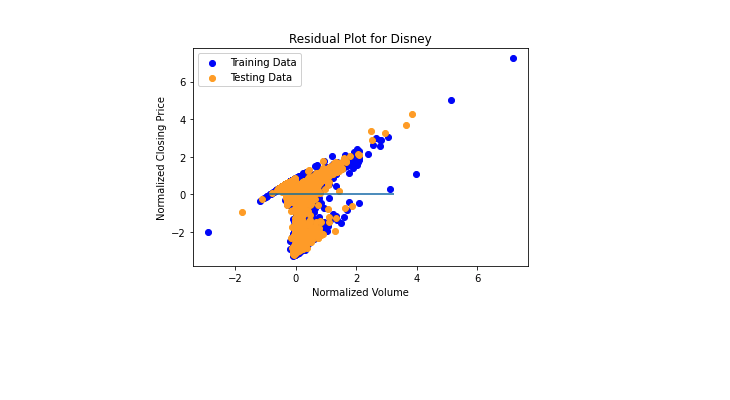 Residual Plot for Disney
Training Data
Testing Data
Normalized Closing Price
6
4
2
0
−2
−2 0 2 4 6
Normalized Volume